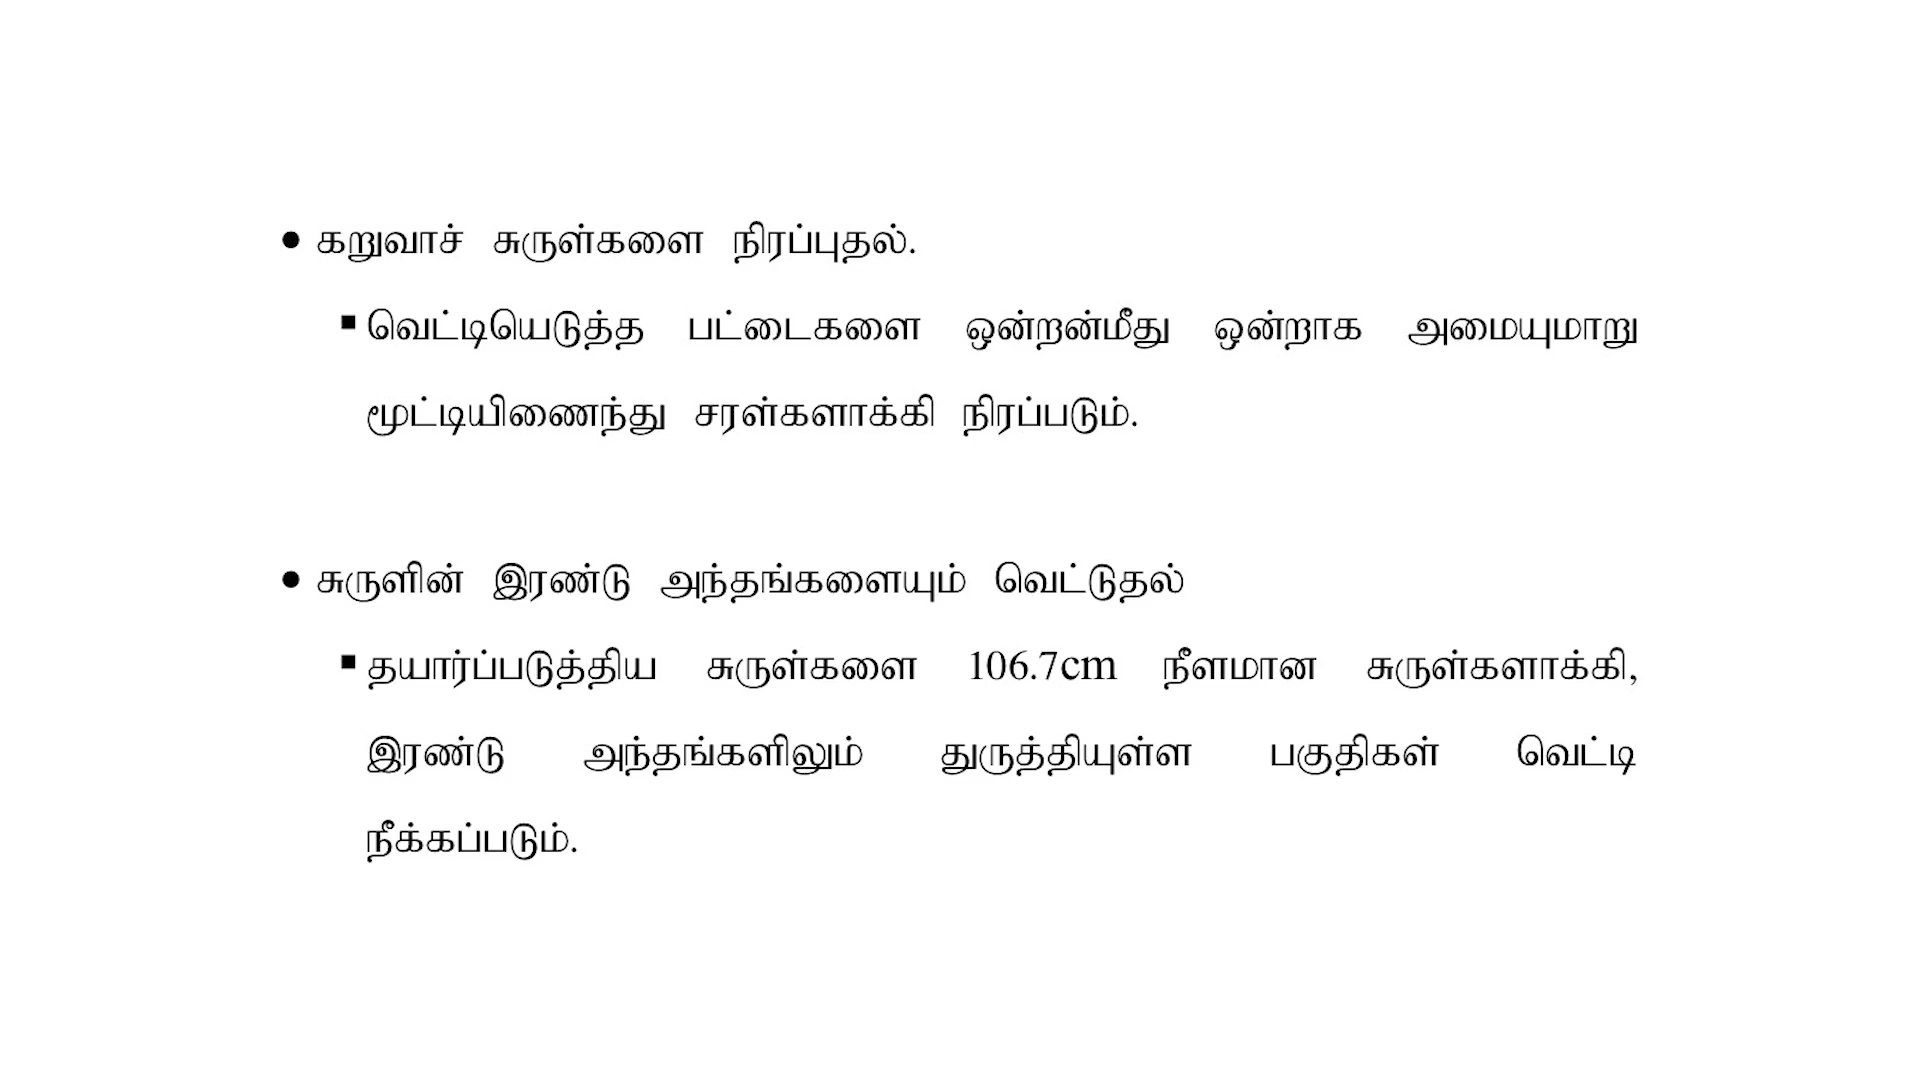 • கறுவாச் சுருள்களை நிரப்புதல்.
▪ வெட்டியெடுத்த பட்டைகளை ஒன்றன்மீது ஒன்றாக அமையுமாறு
மூட்டியிணைந்து சரள்களாக்கி நிரப்படும்.
• சுருளின் இரண்டு அந்தங்களையும் வெட்டுதல்
▪ தயார்ப்படுத்திய சுருள்களை 106.7cm நீளமான சுருள்களாக்கி,
இரண்டு அந்தங்களிலும் துருத்தியுள்ள பகுதிகள் வெட்டி
நீக்கப்படும்.